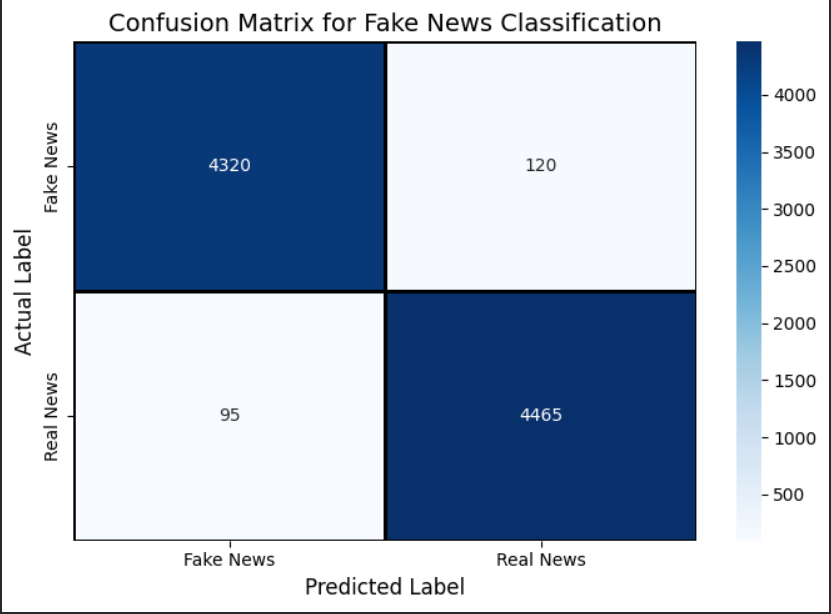 Confusion Matrix for Fake News Classification
Actual Label
Fake News
4320
120
Real News
95
4465
Fake News
Real News
Predicted Label
4000
3500
3000
2500
2000
1500
1000
500